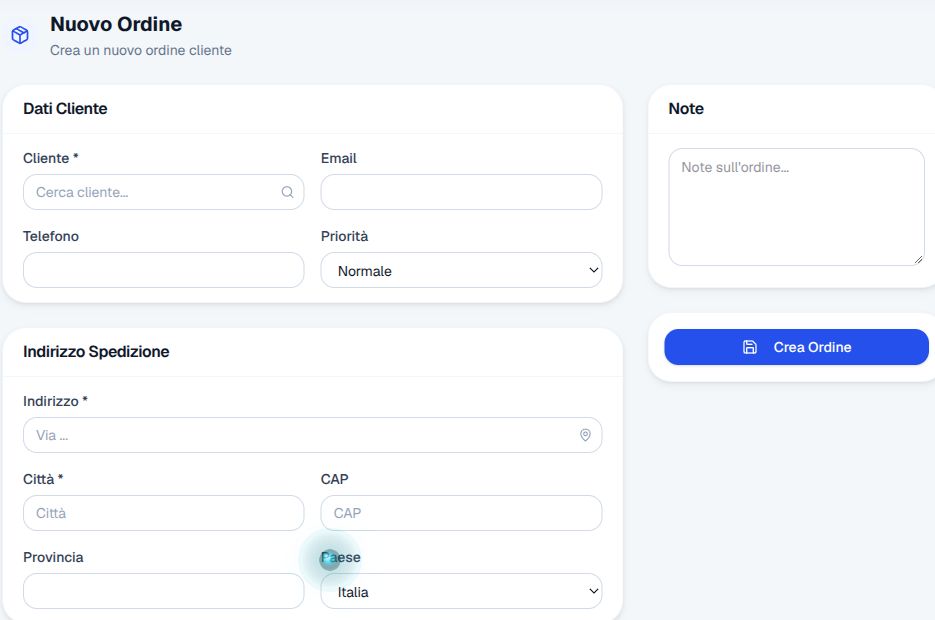 Nuovo Ordine
Crea un nuovo ordine cliente
Dati Cliente
Cliente *
Email
Cerca cliente...
Telefono
Priorità
Normale
Indirizzo Spedizione
Indirizzo *
Via ...
Città *
CAP
Città
CAP
Provincia
Paese
Italia
Note
Note sull'ordine...
Crea Ordine